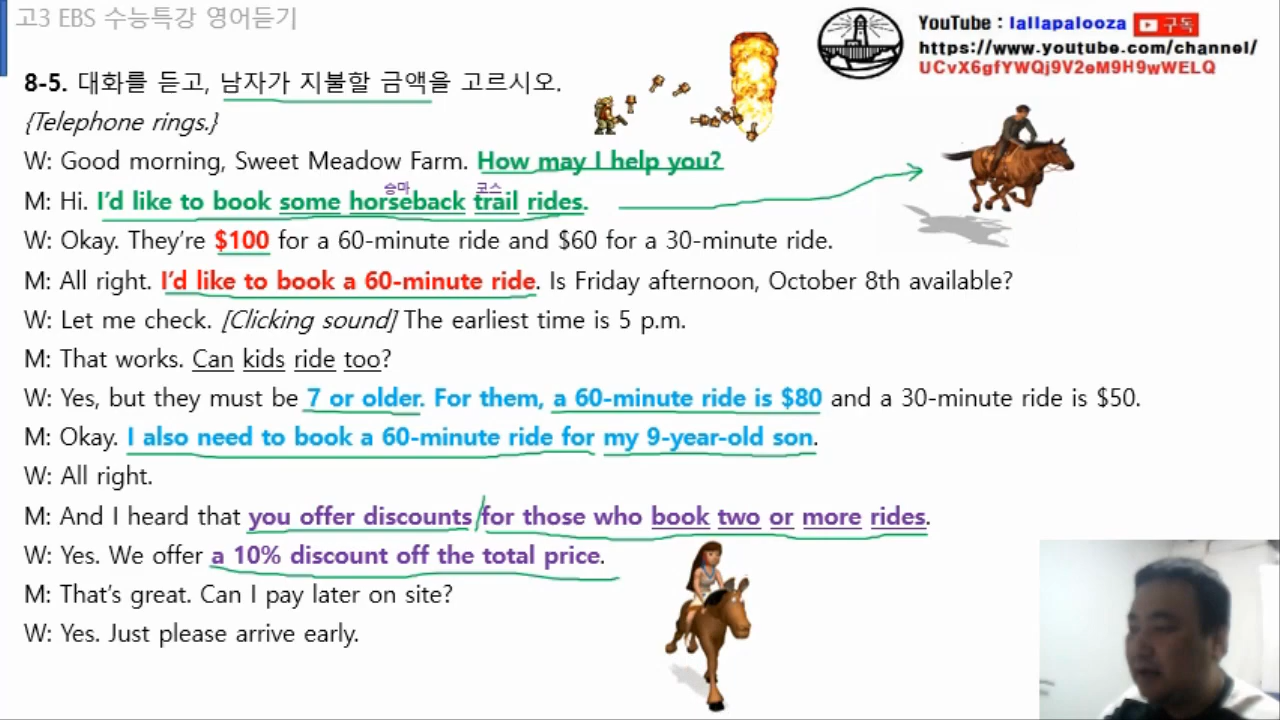 고3 EBS 수능특강 영어듣기
YouTube : lallapalooza 구독
https://www.youtube.com/channel/
UCvX6gfYWQj9V2eM9H9wWELQ
8-5. 대화를 듣고, 남자가 지불할 금액을 고르시오.
{Telephone rings.}
W: Good morning, Sweet Meadow Farm. How may I help you?
승마 코스
M: Hi. I'd like to book some horseback trail rides.
W: Okay. They're $100 for a 60-minute ride and $60 for a 30-minute ride.
M: All right. I'd like to book a 60-minute ride. Is Friday afternoon, October 8th available?
W: Let me check. [Clicking sound] The earliest time is 5 p.m.
M: That works. Can kids ride too?
W: Yes, but they must be 7 or older. For them, a 60-minute ride is $80 and a 30-minute ride is $50.
M: Okay. I also need to book a 60-minute ride for my 9-year-old son.
W: All right.
M: And I heard that you offer discounts for those who book two or more rides.
W: Yes. We offer a 10% discount off the total price.
M: That's great. Can I pay later on site?
W: Yes. Just please arrive early.